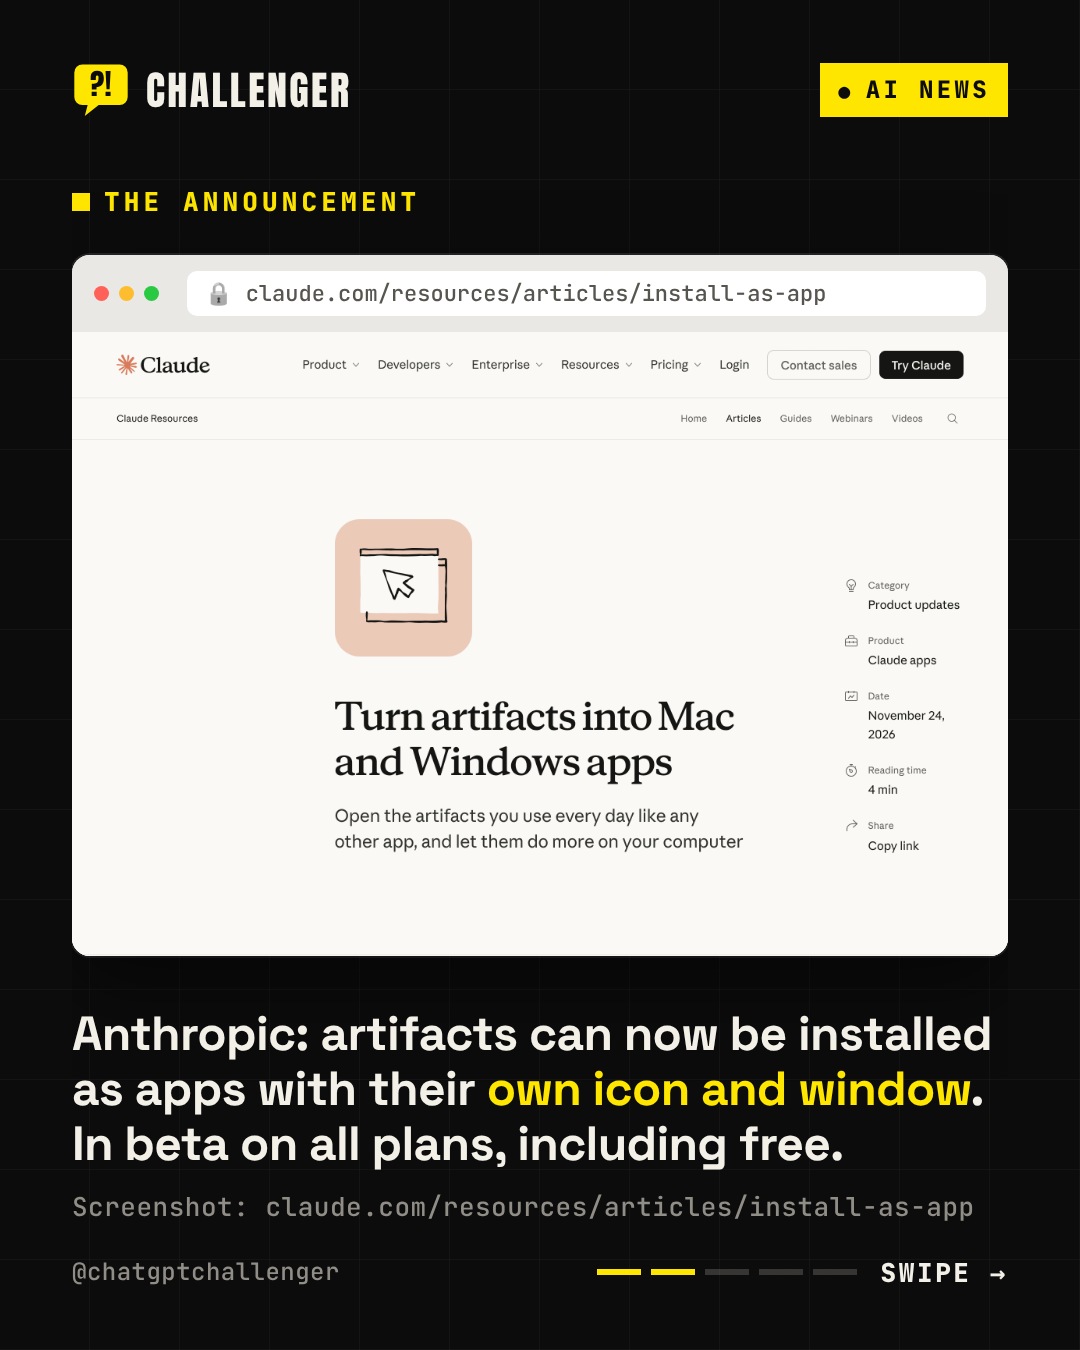 ?! CHALLENGER
● AI NEWS
THE ANNOUNCEMENT
claude.com/resources/articles/install-as-app
Claude
Product Developers Enterprise Resources Pricing Login Contact sales Try Claude
Claude Resources
Home Articles Guides Webinars Videos
Category
Product updates
Product
Claude apps
Date
November 24,
2026
Reading time
4 min
Share
Copy link
Turn artifacts into Mac
and Windows apps
Open the artifacts you use every day like any
other app, and let them do more on your computer
Anthropic: artifacts can now be installed
as apps with their own icon and window.
In beta on all plans, including free.
Screenshot: claude.com/resources/articles/install-as-app
@chatgptchallenger
SWIPE →